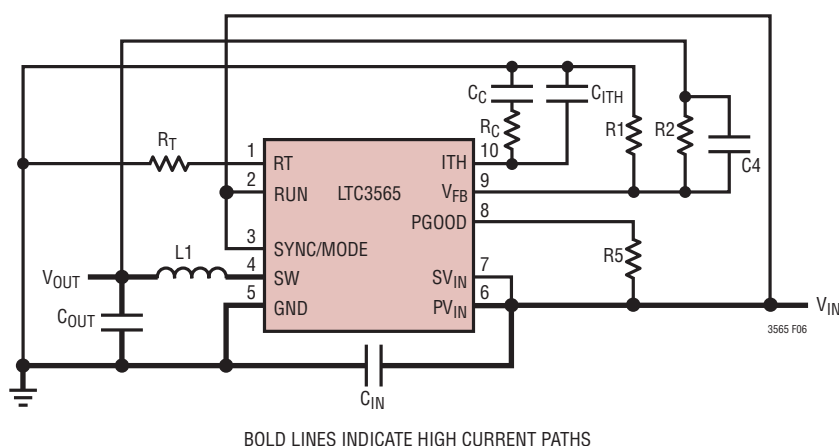 C_C
C_ITH
R_T
R_C
R1
R2
C4
1
RT
2
RUN
LTC3565
ITH
10
V_FB
9
PGOOD
8
3
SYNC/MODE
R5
V_OUT
L1
4
SW
SV_IN
7
5
GND
PV_IN
6
V_IN
C_OUT
3565 F06
C_IN
BOLD LINES INDICATE HIGH CURRENT PATHS